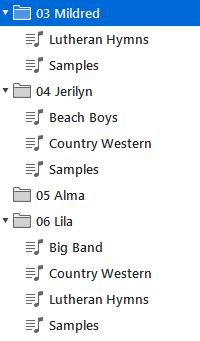 03 Mildred
Lutheran Hymns
Samples
04 Jerilyn
Beach Boys
Country Western
Samples
05 Alma
06 Lila
Big Band
Country Western
Lutheran Hymns
Samples